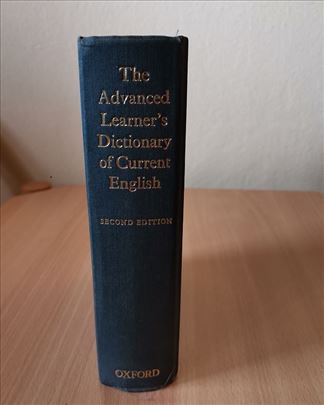 The
Advanced
Learner's
Dictionary
of Current
English
SECOND EDITION
OXFORD